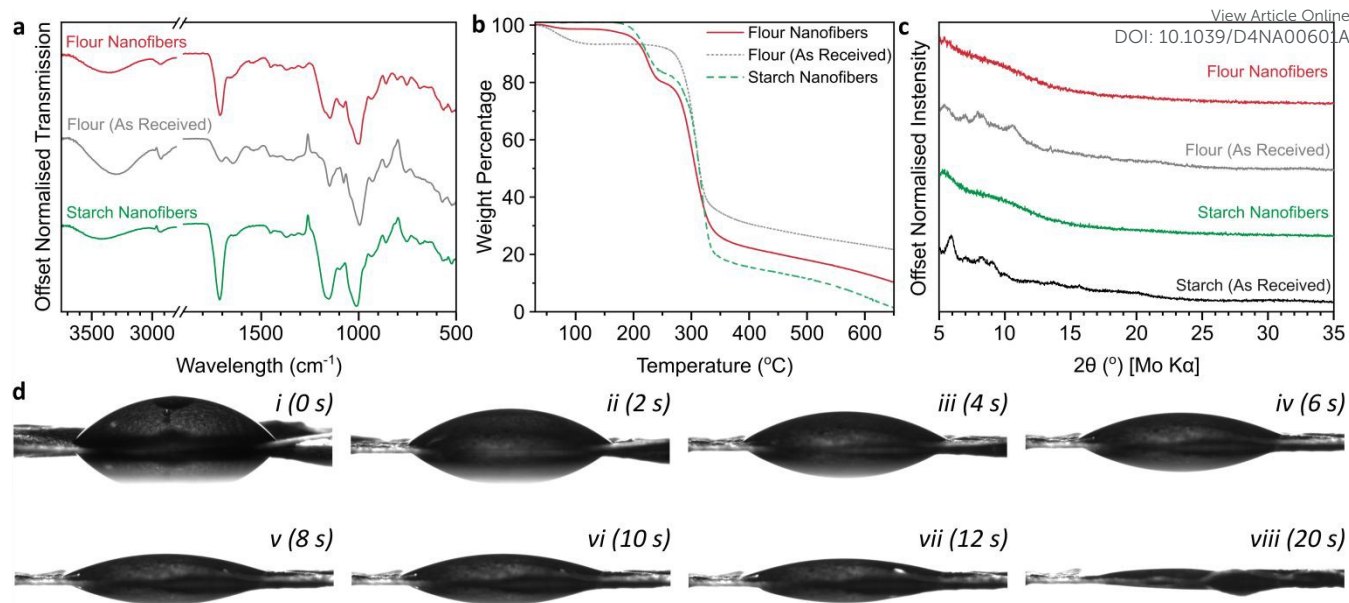 View Article Online
DOI: 10.1039/D4NA00601A
a
Flour Nanofibers
Flour (As Received)
Starch Nanofibers
Offset Normalised Transmission
3500 3000 1500 1000 500
Wavelength (cm⁻¹)
b
Flour Nanofibers
Flour (As Received)
Starch Nanofibers
Weight Percentage
100
80
60
40
20
0
100 200 300 400 500 600
Temperature (°C)
c
Flour Nanofibers
Flour (As Received)
Starch Nanofibers
Starch (As Received)
Offset Normalised Instensity
5 10 15 20 25 30 35
2θ (°) [Mo Kα]
d
i (0 s)
ii (2 s)
iii (4 s)
iv (6 s)
v (8 s)
vi (10 s)
vii (12 s)
viii (20 s)